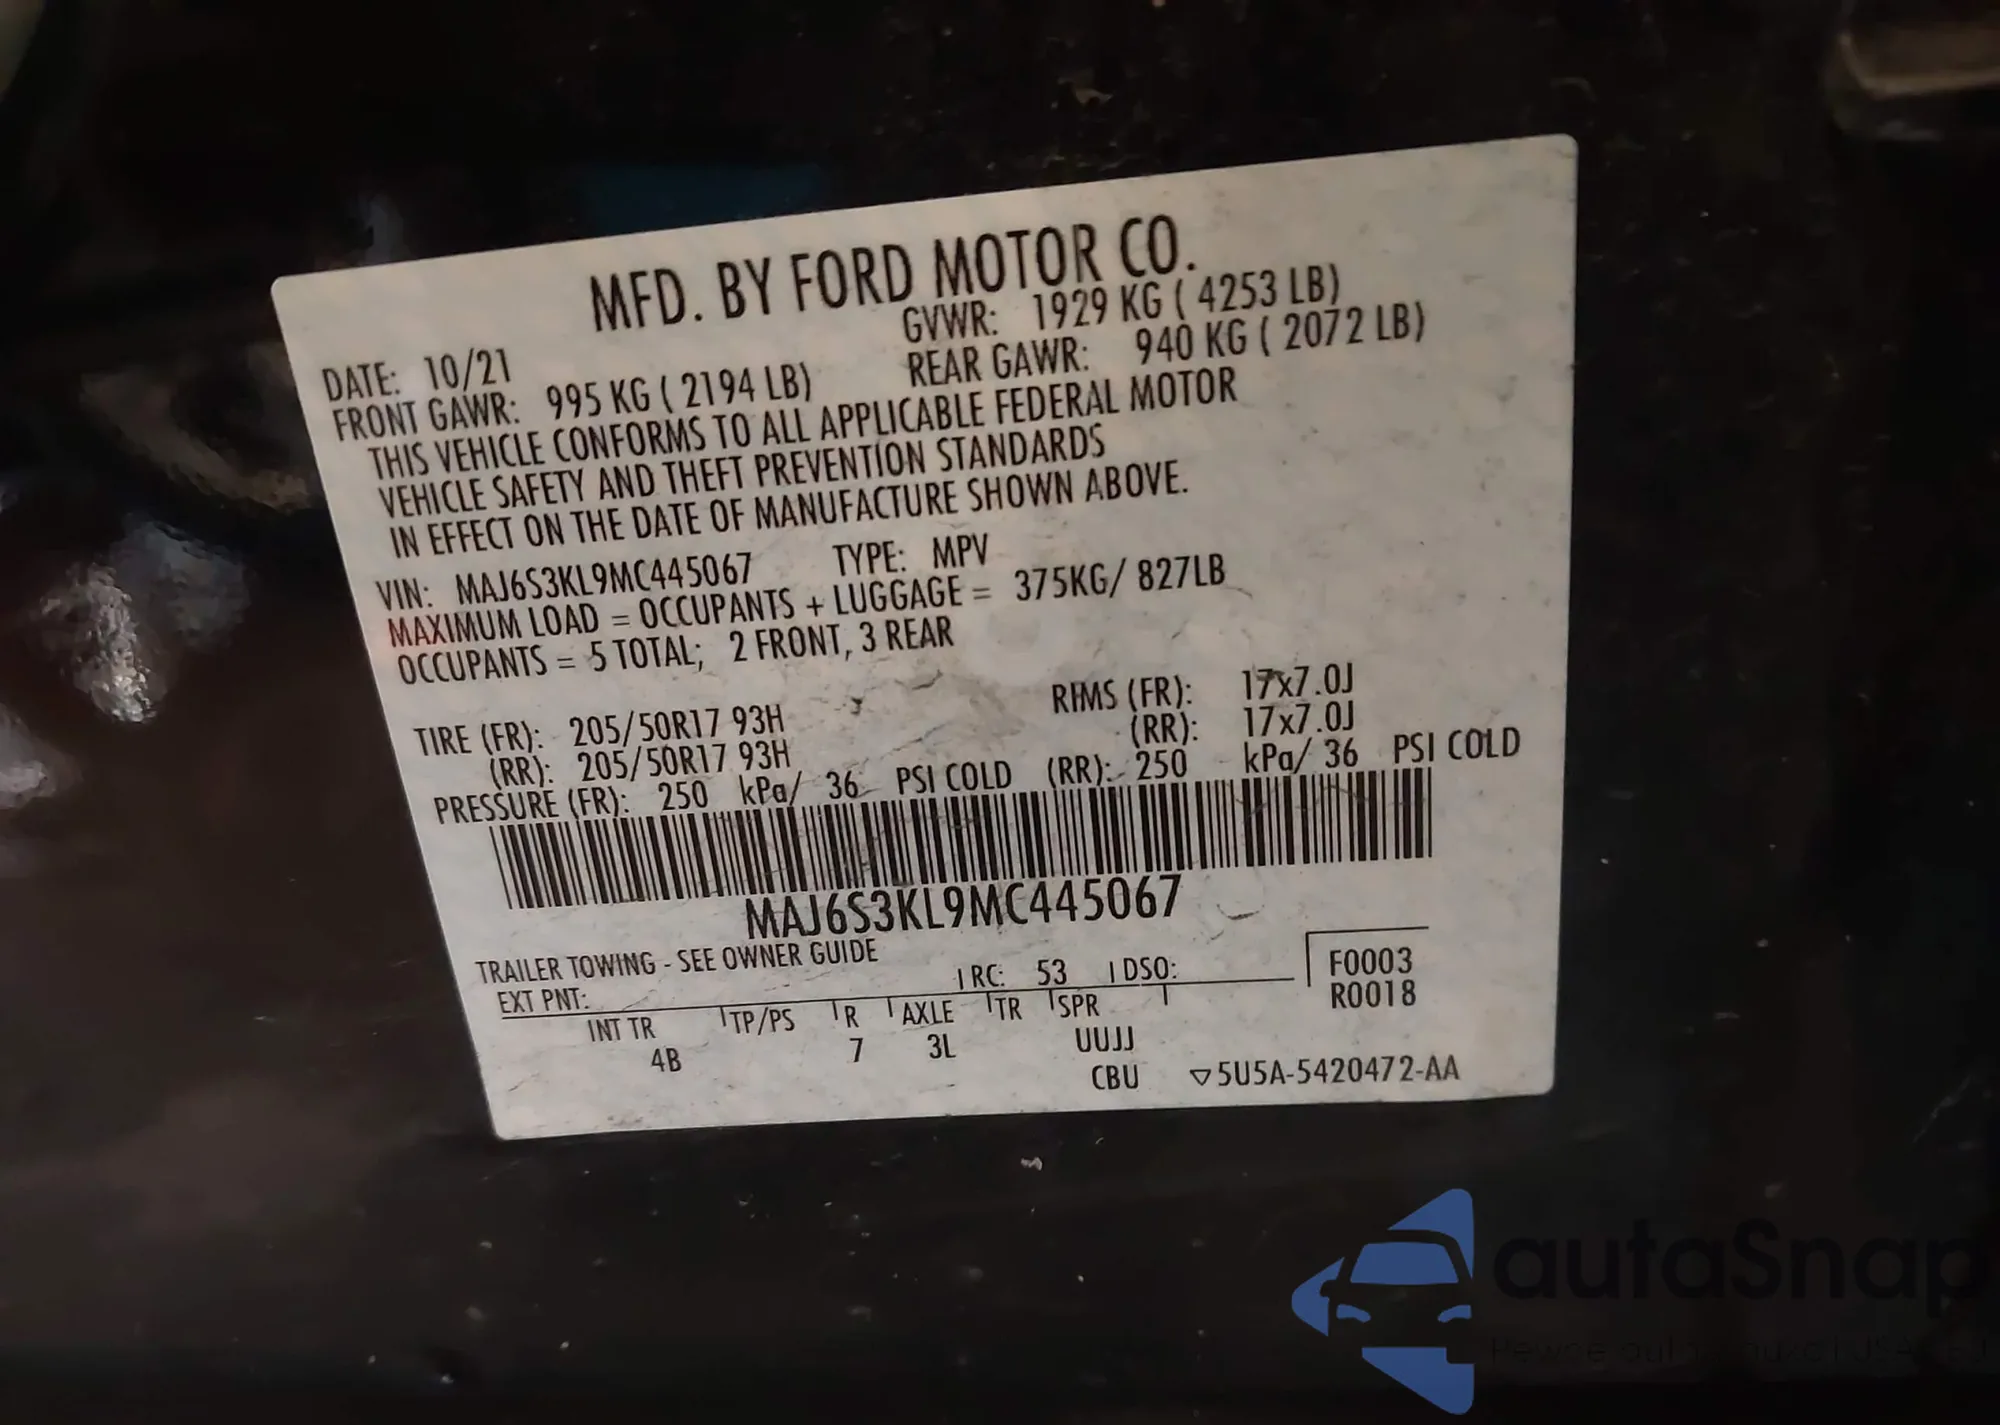 MFD. BY FORD MOTOR CO.
DATE: 10/21 GVWR: 1929 KG ( 4253 LB)
FRONT GAWR: 995 KG ( 2194 LB) REAR GAWR: 940 KG ( 2072 LB)
THIS VEHICLE CONFORMS TO ALL APPLICABLE FEDERAL MOTOR
VEHICLE SAFETY AND THEFT PREVENTION STANDARDS
IN EFFECT ON THE DATE OF MANUFACTURE SHOWN ABOVE.
VIN: MAJ6S3KL9MC445067 TYPE: MPV
MAXIMUM LOAD = OCCUPANTS + LUGGAGE = 375KG/ 827LB
OCCUPANTS = 5 TOTAL; 2 FRONT, 3 REAR
TIRE (FR): 205/50R17 93H RIMS (FR): 17x7.0J
(RR): 205/50R17 93H (RR): 17x7.0J
PRESSURE (FR): 250 kPa/ 36 PSI COLD (RR): 250 kPa/ 36 PSI COLD
MAJ6S3KL9MC445067
TRAILER TOWING - SEE OWNER GUIDE
EXT PNT: RC: 53 DSO: F0003
INT TR TP/PS R AXLE TR SPR R0018
4B 7 3L UUJJ
CBU ▽5U5A-5420472-AA
autaSnap